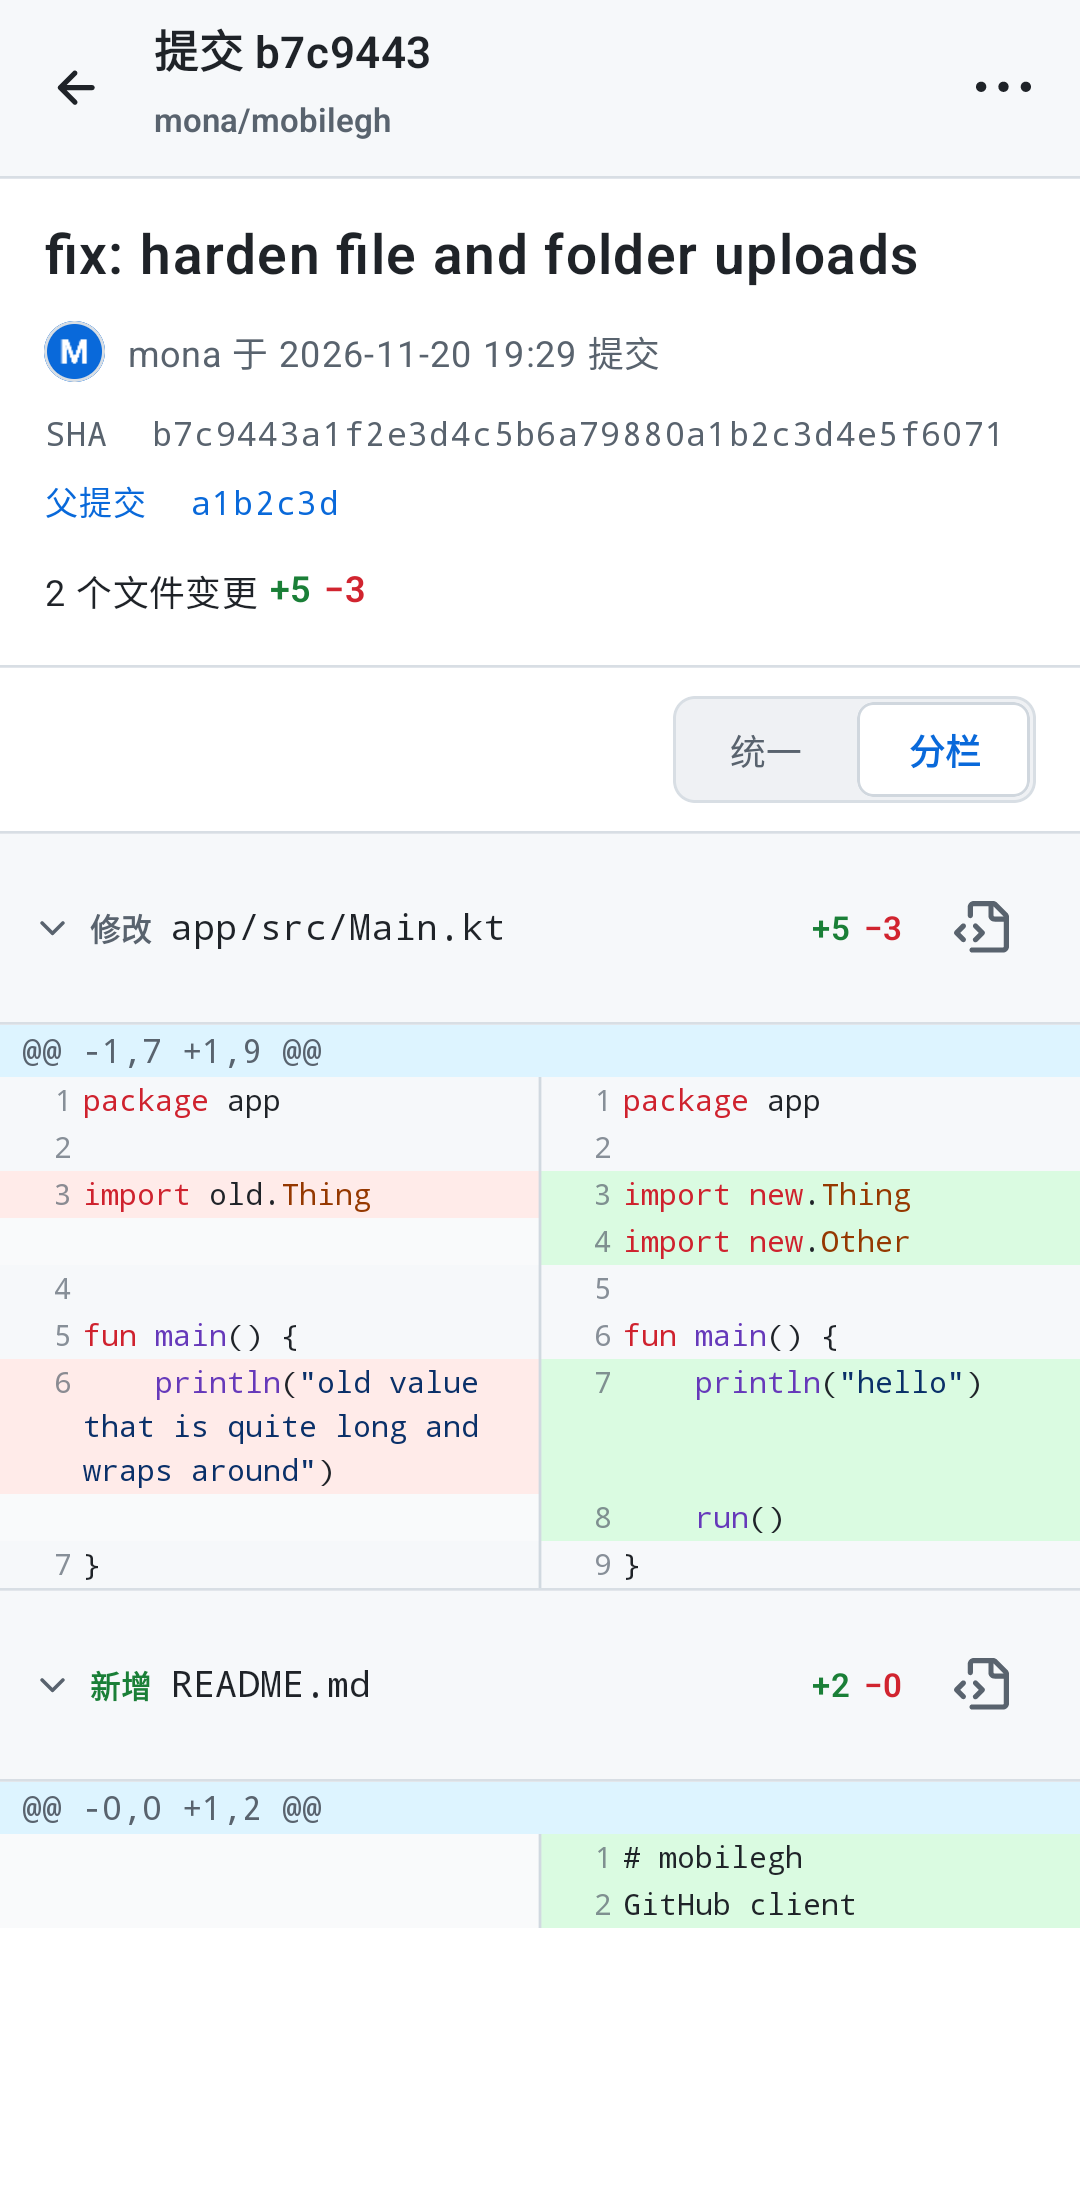 提交 b7c9443
mona/mobilegh
fix: harden file and folder uploads
M mona 于 2026-11-20 19:29 提交
SHA b7c9443a1f2e3d4c5b6a79880a1b2c3d4e5f6071
父提交 a1b2c3d
2 个文件变更 +5 −3
统一 分栏
修改 app/src/Main.kt +5 −3
@@ -1,7 +1,9 @@
1 package app 1 package app
2 2
3 import old.Thing 3 import new.Thing
4 import new.Other
4 5
5 fun main() { 6 fun main() {
6 println("old value 7 println("hello")
that is quite long and
wraps around")
8 run()
7 } 9 }
新增 README.md +2 −0
@@ -0,0 +1,2 @@
1 # mobilegh
2 GitHub client